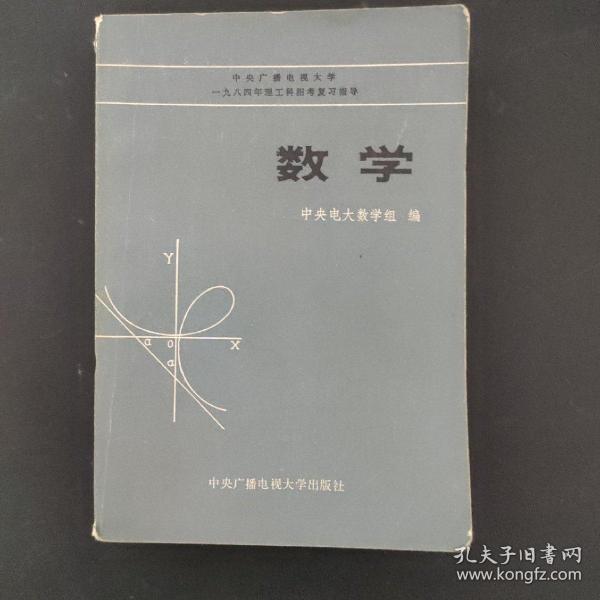 中央广播电视大学
一九八四年理工科招考复习指导
数学
中央电大数学组 编
Y
a 0 X
a
中央广播电视大学出版社
孔夫子旧书网
www.kongfz.com